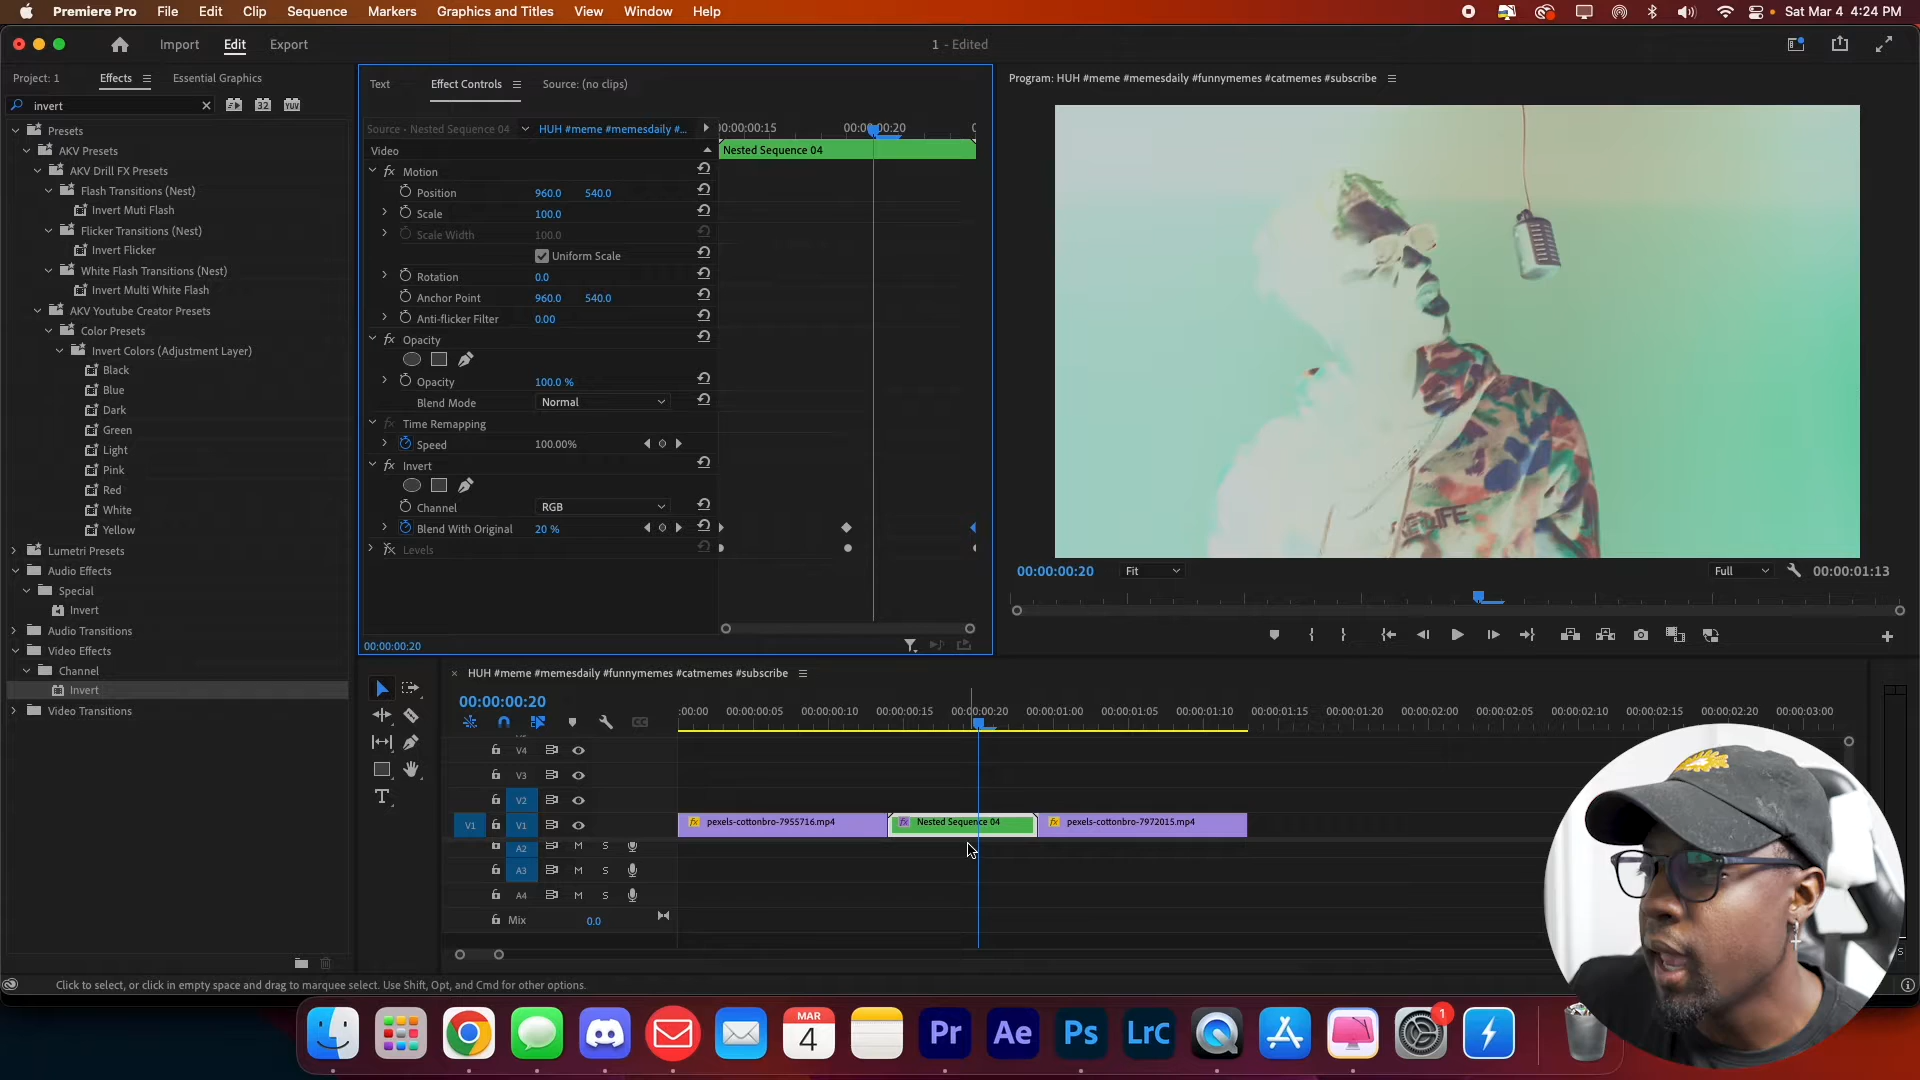 Premiere Pro File Edit Clip Sequence Markers Graphics and Titles View Window Help Sat Mar 4 4:24 PM
Import Edit Export 1 - Edited
Project: 1 Effects Essential Graphics
invert
Presets
AKV Presets
AKV Drill FX Presets
Flash Transitions (Nest)
Invert Muti Flash
Flicker Transitions (Nest)
Invert Flicker
White Flash Transitions (Nest)
Invert Multi White Flash
AKV Youtube Creator Presets
Color Presets
Invert Colors (Adjustment Layer)
Black
Blue
Dark
Green
Light
Pink
Red
White
Yellow
Lumetri Presets
Audio Effects
Special
Invert
Audio Transitions
Video Effects
Channel
Invert
Video Transitions
Text Effect Controls Source: (no clips)
Source • Nested Sequence 04 HUH #meme #memesdaily #... 00:00:00:15 00:00:00:20
Video Nested Sequence 04
fx Motion
Position 960.0 540.0
Scale 100.0
Scale Width 100.0
Uniform Scale
Rotation 0.0
Anchor Point 960.0 540.0
Anti-flicker Filter 0.00
fx Opacity
Opacity 100.0 %
Blend Mode Normal
fx Time Remapping
Speed 100.00%
fx Invert
Channel RGB
Blend With Original 20 %
fx Levels
00:00:00:20
Program: HUH #meme #memesdaily #funnymemes #catmemes #subscribe
00:00:00:20 Fit Full 00:00:01:13
HUH #meme #memesdaily #funnymemes #catmemes #subscribe
00:00:00:20
:00:00 00:00:00:05 00:00:00:10 00:00:00:15 00:00:00:20 00:00:01:00 00:00:01:05 00:00:01:10 00:00:01:15 00:00:01:20 00:00:02:00 00:00:02:05 00:00:02:10 00:00:02:15 00:00:02:20 00:00:03:00
V4
V3
V2
V1 V1 fx pexels-cottonbro-7955716.mp4 fx Nested Sequence 04 fx pexels-cottonbro-7972015.mp4
A2 M S
A3 M S
A4 M S
Mix 0.0
Click to select, or click in empty space and drag to marquee select. Use Shift, Opt, and Cmd for other options.
MAR
4
Pr Ae Ps Lrc
1